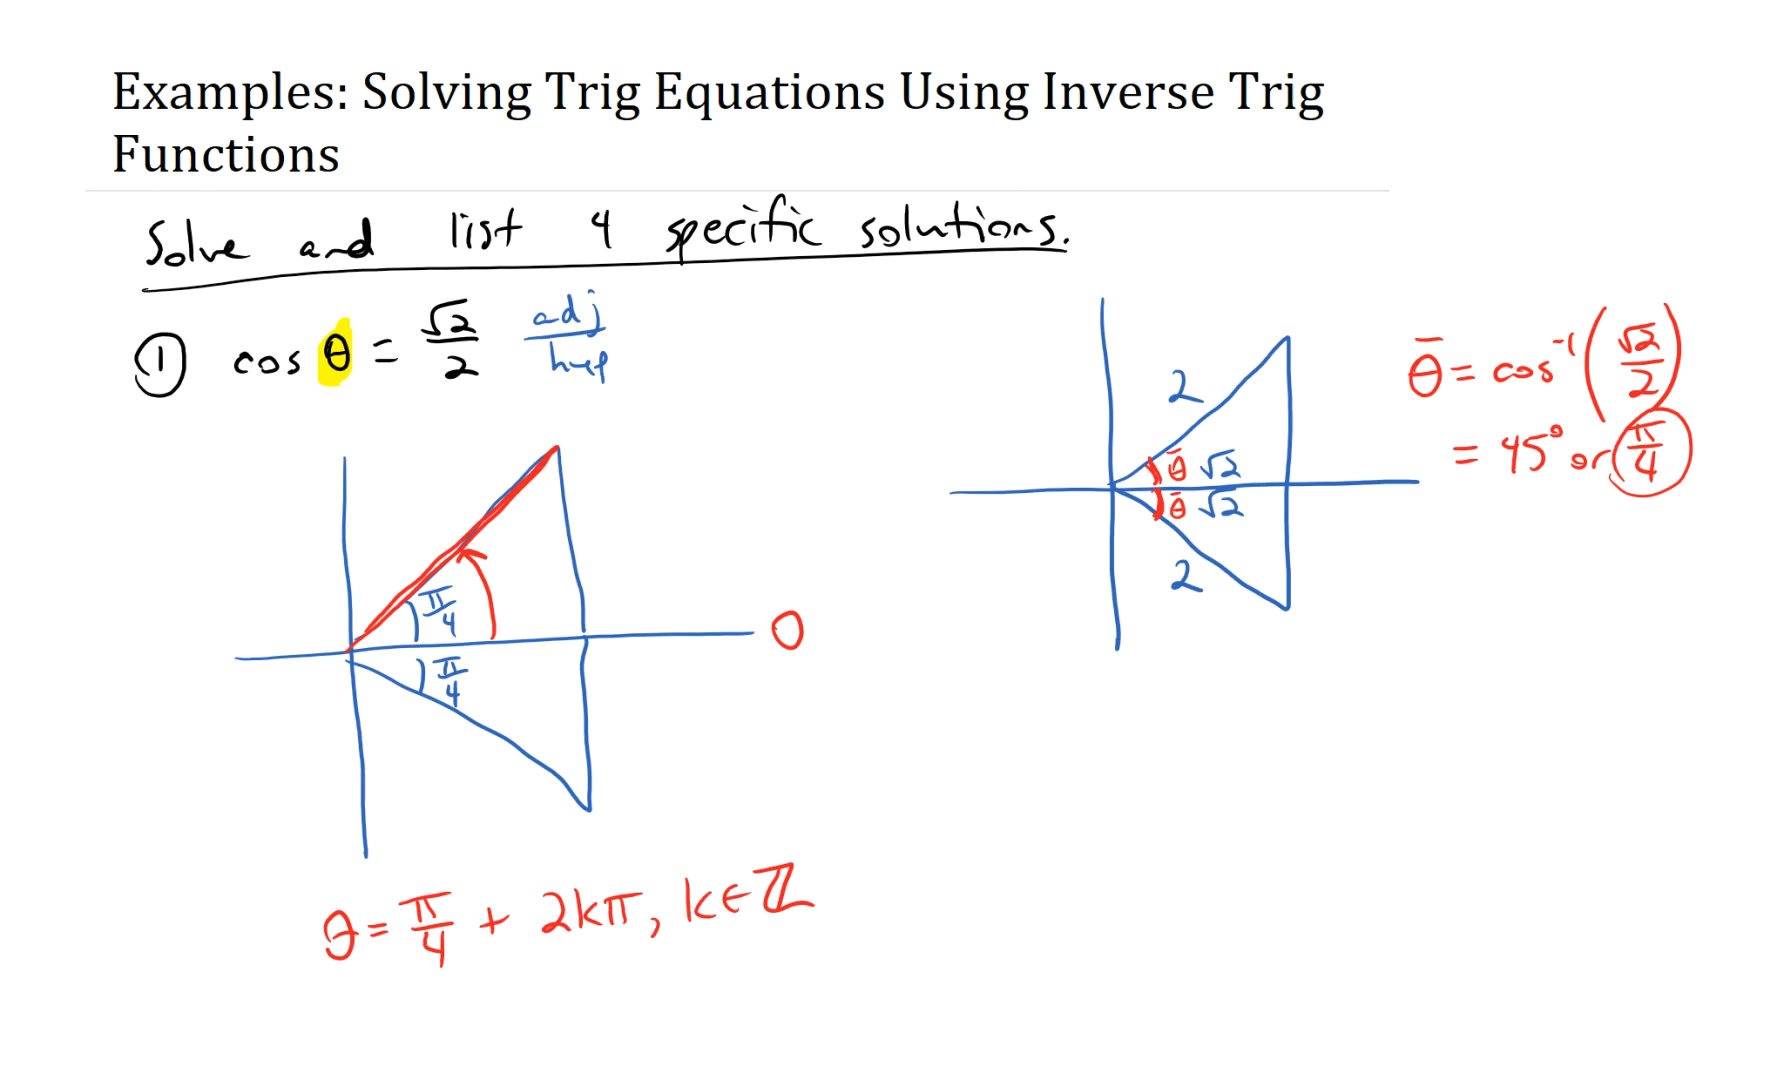 Examples: Solving Trig Equations Using Inverse Trig
Functions
Solve and list 4 specific solutions.
① cos θ = √2/2 adj/hyp
2
θ̄ √2
θ̄ √2
2
θ̄ = cos⁻¹(√2/2)
= 45° or π/4
π/4
0
π/4
θ = π/4 + 2kπ, k∈ℤ